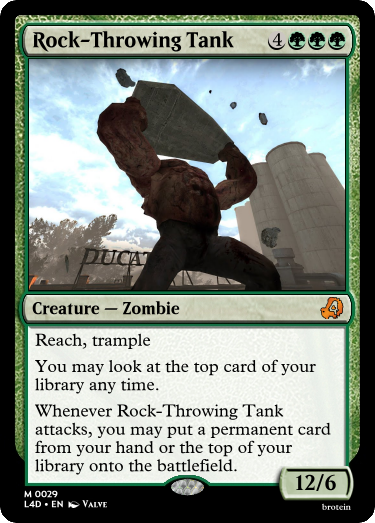 Rock-Throwing Tank 4
DUCAT
Creature — Zombie
Reach, trample
You may look at the top card of your
library any time.
Whenever Rock-Throwing Tank
attacks, you may put a permanent card
from your hand or the top of your
library onto the battlefield.
12/6
M 0029
L4D • EN VALVE
brotein